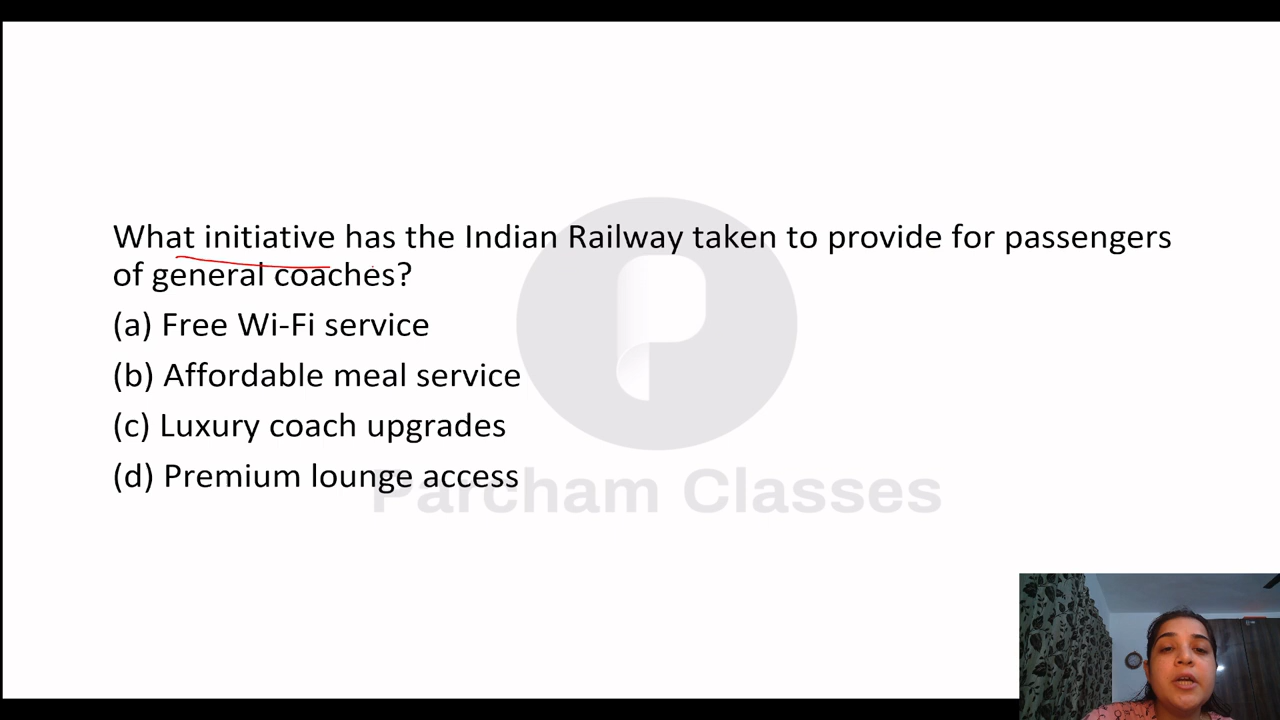 What initiative has the Indian Railway taken to provide for passengers
of general coaches?
(a) Free Wi-Fi service
(b) Affordable meal service
(c) Luxury coach upgrades
(d) Premium lounge access
Parcham Classes